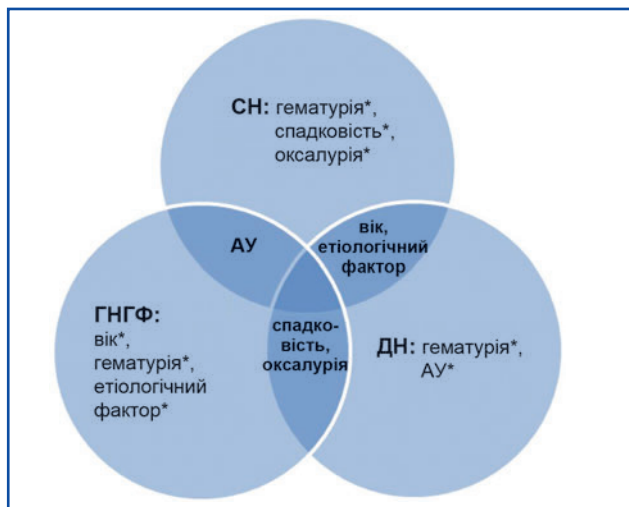 СН: гематурія*,
спадковість*,
оксалурія*
АУ
вік,
етіологічний
фактор
ГНГФ:
вік*,
гематурія*,
етіологічний
фактор*
спадко-
вість,
оксалурія
ДН: гематурія*,
АУ*